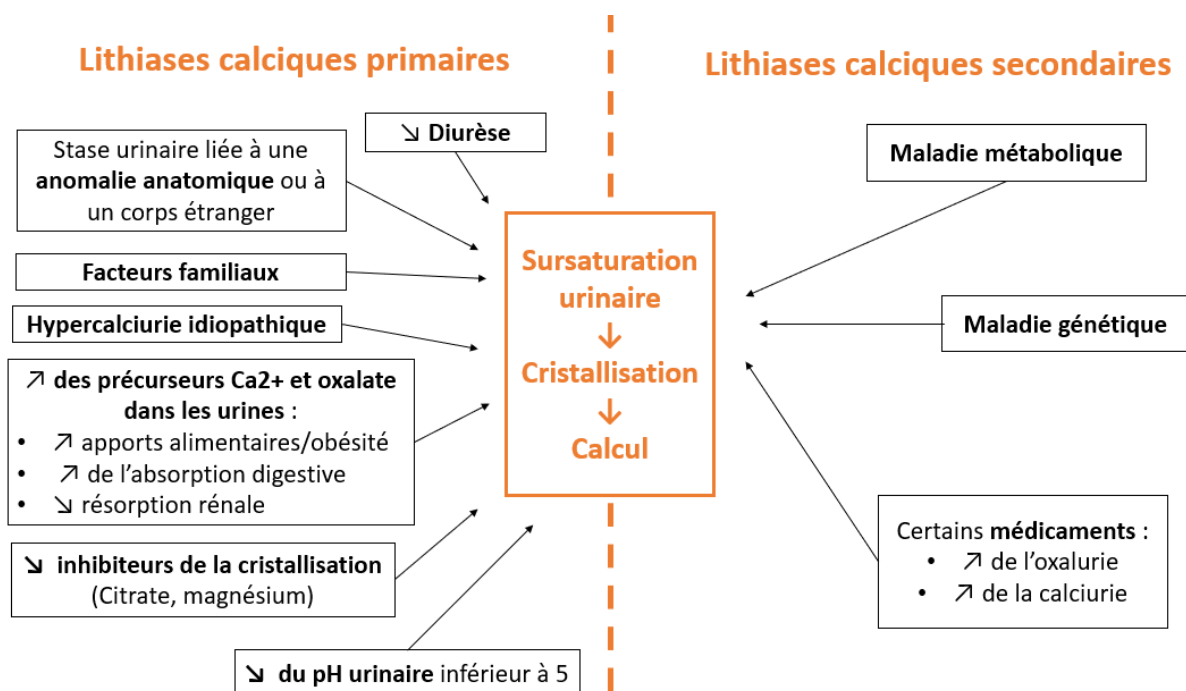 Lithiases calciques primaires
Lithiases calciques secondaires
↘ Diurèse
Stase urinaire liée à une
anomalie anatomique ou à
un corps étranger
Facteurs familiaux
Hypercalciurie idiopathique
↗ des précurseurs Ca2+ et oxalate
dans les urines :
• ↗ apports alimentaires/obésité
• ↗ de l’absorption digestive
• ↘ résorption rénale
↘ inhibiteurs de la cristallisation
(Citrate, magnésium)
↘ du pH urinaire inférieur à 5
Sursaturation
urinaire
↓
Cristallisation
↓
Calcul
Maladie métabolique
Maladie génétique
Certains médicaments :
• ↗ de l’oxalurie
• ↗ de la calciurie